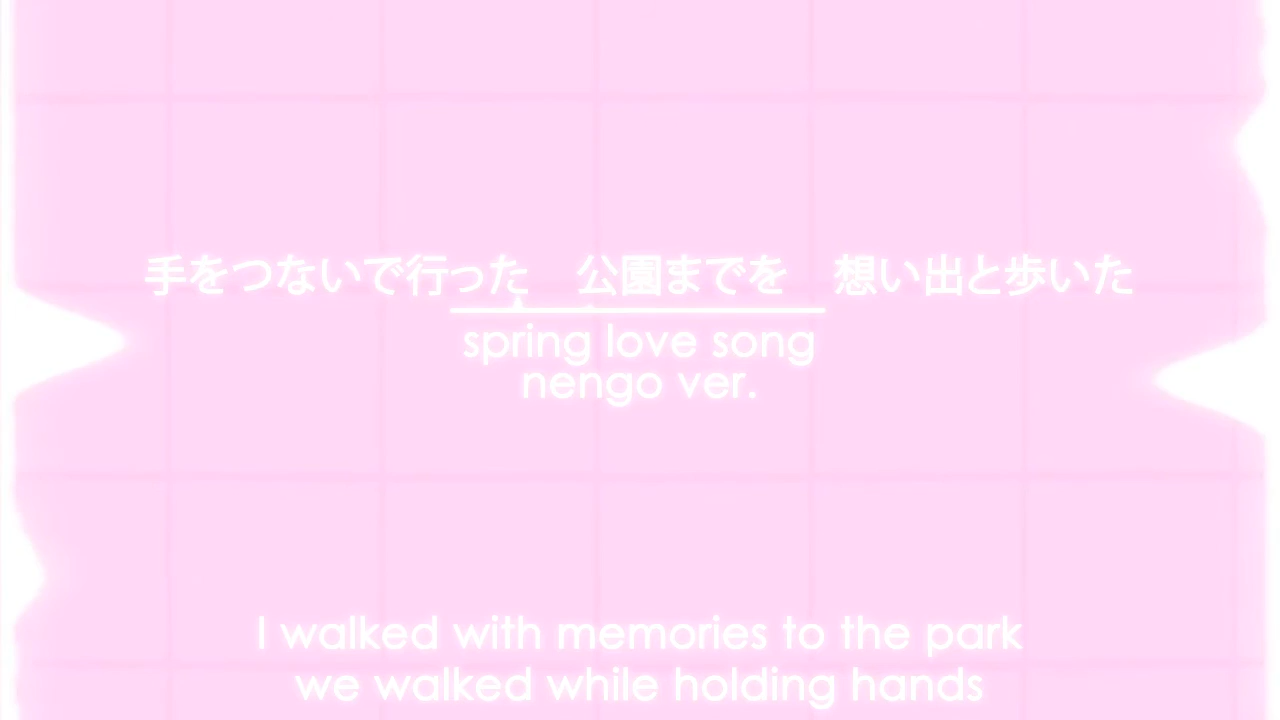 手をつないで行った　公園までを　想い出と歩いた
spring love song
nengo ver.
I walked with memories to the park
we walked while holding hands